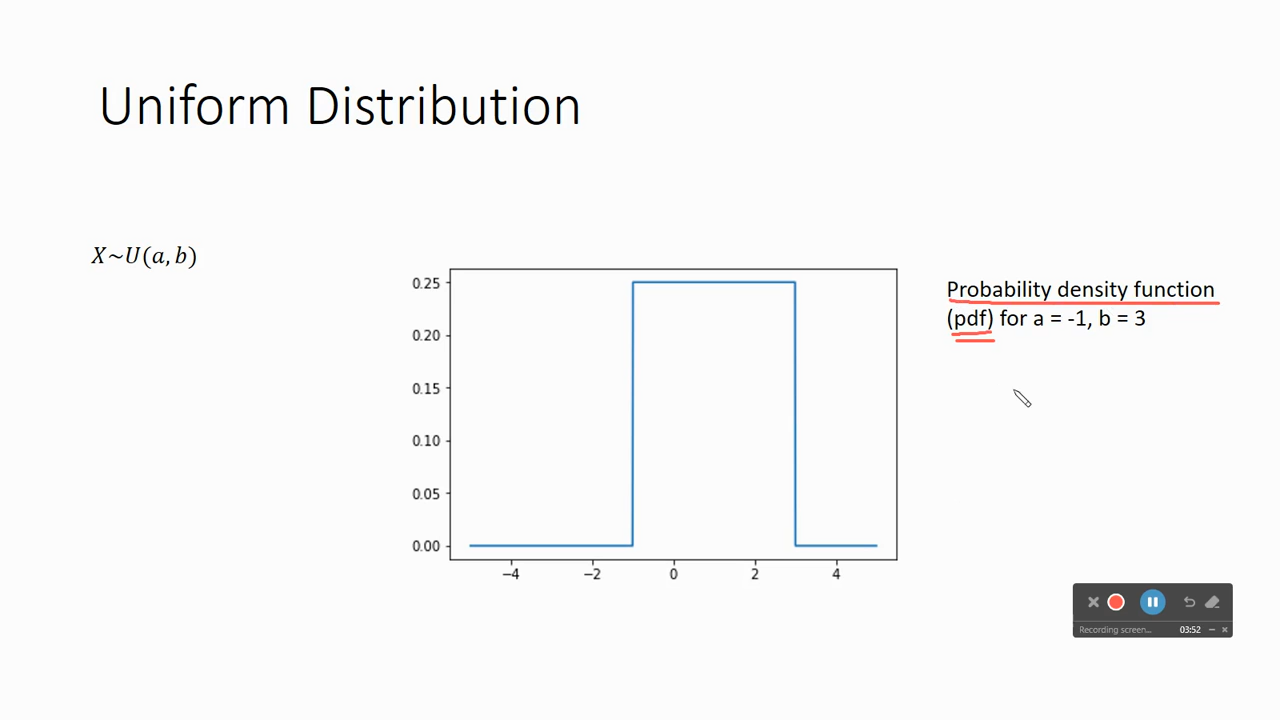 Uniform Distribution
X~U(a, b)
0.25
0.20
0.15
0.10
0.05
0.00
−4 −2 0 2 4
Probability density function
(pdf) for a = -1, b = 3
Recording screen... 03:52